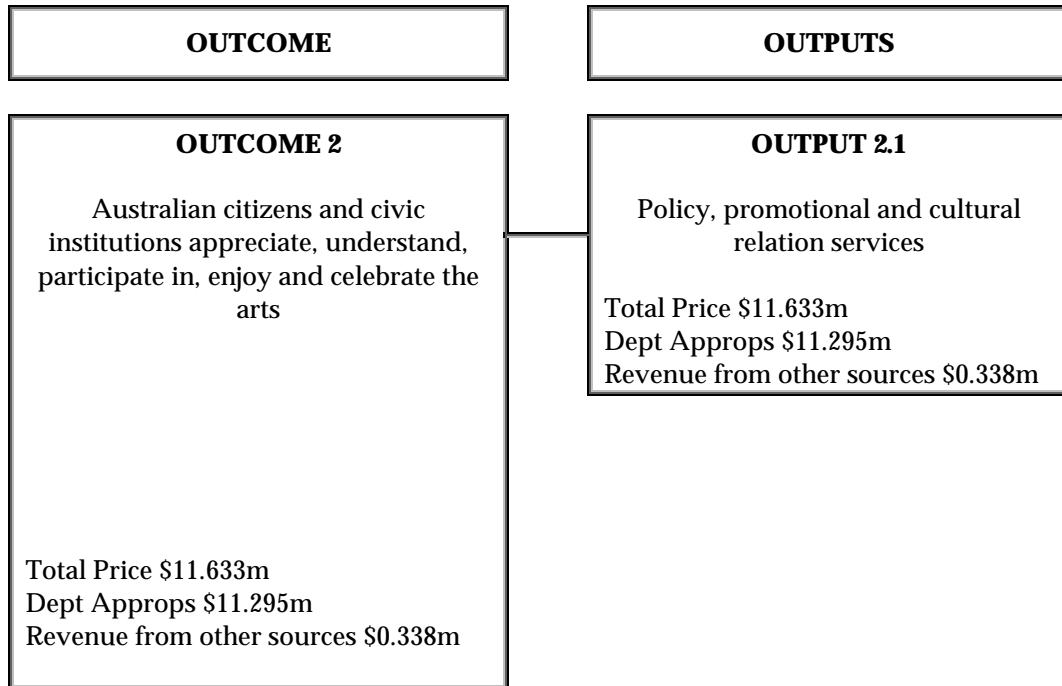 OUTCOME
OUTPUTS
OUTCOME 2
Australian citizens and civic
institutions appreciate, understand,
participate in, enjoy and celebrate the
arts
Total Price $11.633m
Dept Approps $11.295m
Revenue from other sources $0.338m
OUTPUT 2.1
Policy, promotional and cultural
relation services
Total Price $11.633m
Dept Approps $11.295m
Revenue from other sources $0.338m